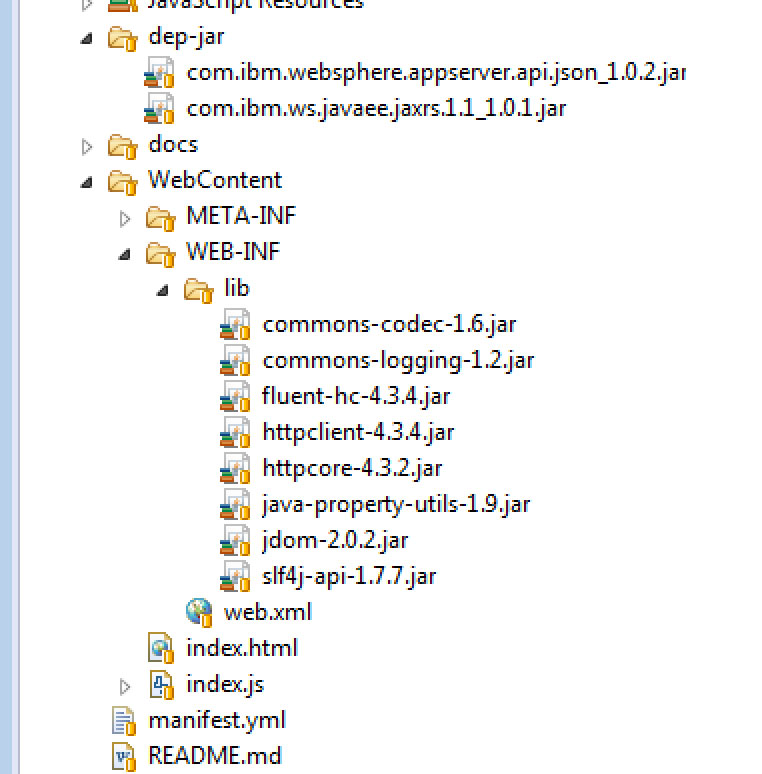 JavaScript Resources
dep-jar
com.ibm.websphere.appserver.api.json_1.0.2.jar
com.ibm.ws.javaee.jaxrs.1.1_1.0.1.jar
docs
WebContent
META-INF
WEB-INF
lib
commons-codec-1.6.jar
commons-logging-1.2.jar
fluent-hc-4.3.4.jar
httpclient-4.3.4.jar
httpcore-4.3.2.jar
java-property-utils-1.9.jar
jdom-2.0.2.jar
slf4j-api-1.7.7.jar
web.xml
index.html
index.js
manifest.yml
README.md